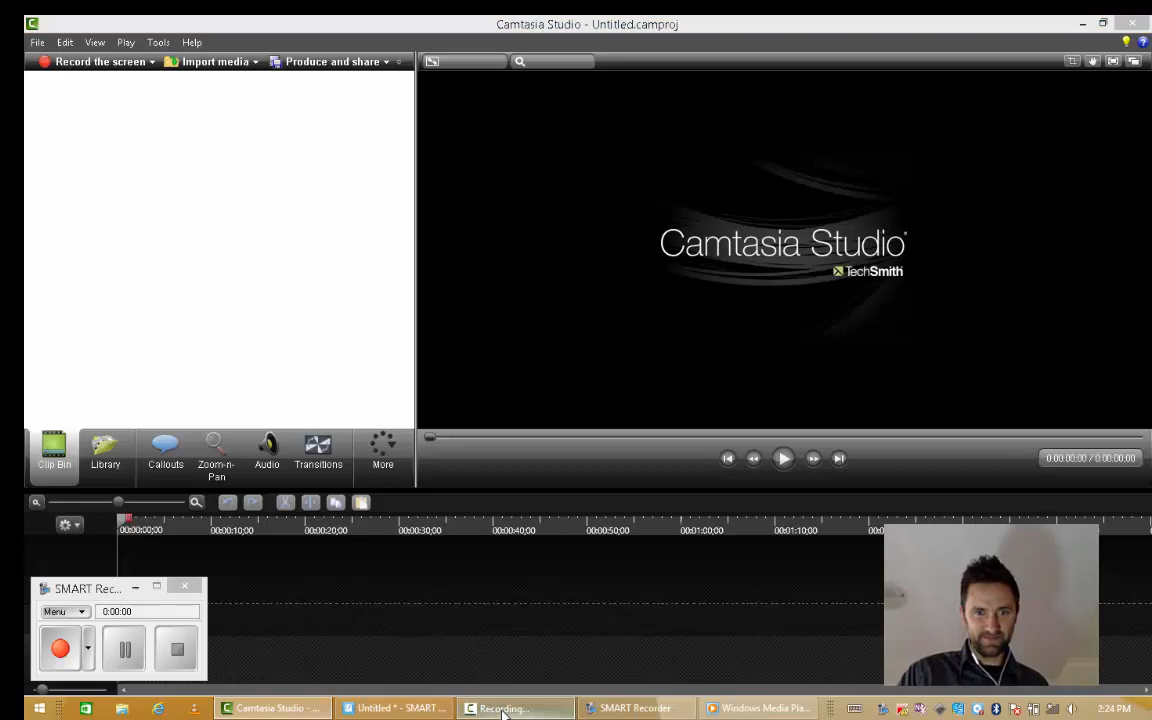 Camtasia Studio - Untitled.camproj
File Edit View Play Tools Help
Record the screen Import media Produce and share
Camtasia Studio
TechSmith
Clip Bin Library Callouts Zoom-n-Pan Audio Transitions More
0:00:00;00 / 0:00:00;00
00:00:00;00 00:00:10;00 00:00:20;00 00:00:30;00 00:00:40;00 00:00:50;00 00:01:00;00 00:01:10;00
SMART Rec...
Menu 0:00:00
Camtasia Studio - ... Untitled * - SMART ... Recording... SMART Recorder Windows Media Pla... 2:24 PM